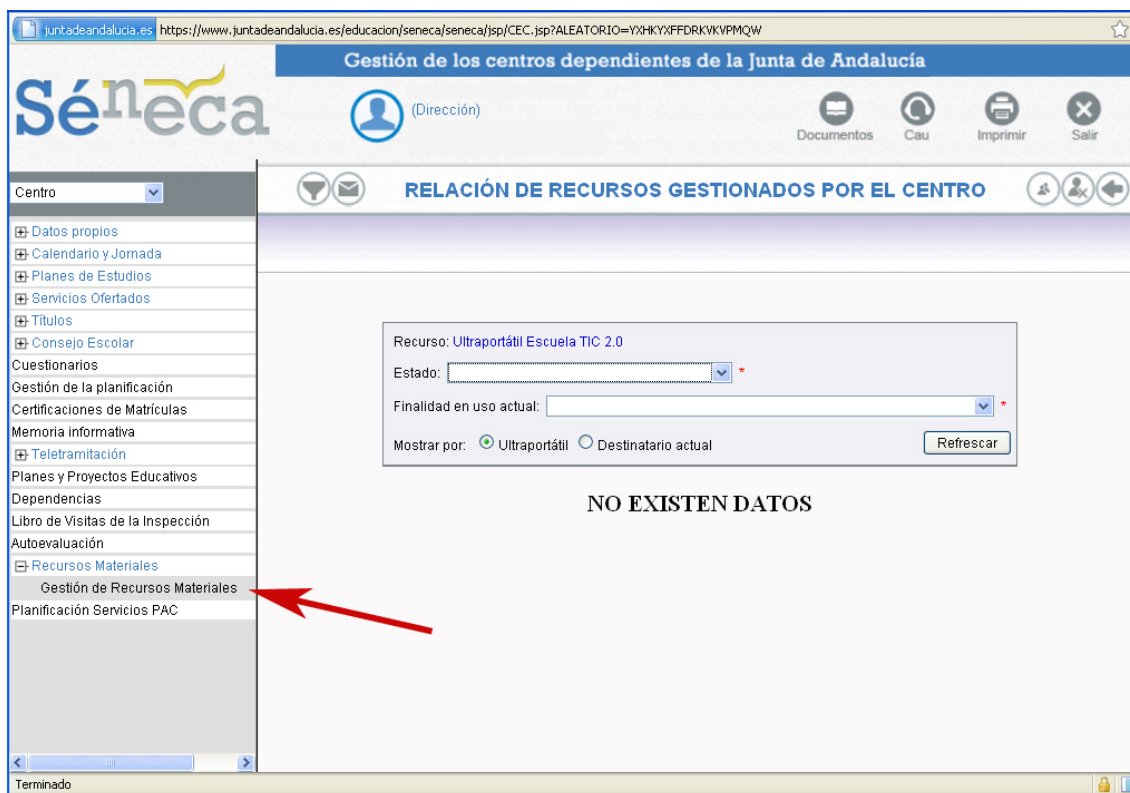 juntadeandalucia.es https://www.juntadeandalucia.es/educacion/seneca/seneca/jsp/CEC.jsp?ALEATORIO=YXHKYXFFDRKVKVPMQW
Gestión de los centros dependientes de la Junta de Andalucía
Séneca
(Dirección)
Documentos Cau Imprimir Salir
Centro
RELACIÓN DE RECURSOS GESTIONADOS POR EL CENTRO
Datos propios
Calendario y Jornada
Planes de Estudios
Servicios Ofertados
Títulos
Consejo Escolar
Cuestionarios
Gestión de la planificación
Certificaciones de Matrículas
Memoria informativa
Teletramitación
Planes y Proyectos Educativos
Dependencias
Libro de Visitas de la Inspección
Autoevaluación
Recursos Materiales
Gestión de Recursos Materiales
Planificación Servicios PAC
Recurso: Ultraportátil Escuela TIC 2.0
Estado: *
Finalidad en uso actual: *
Mostrar por: Ultraportátil Destinatario actual Refrescar
NO EXISTEN DATOS
Terminado